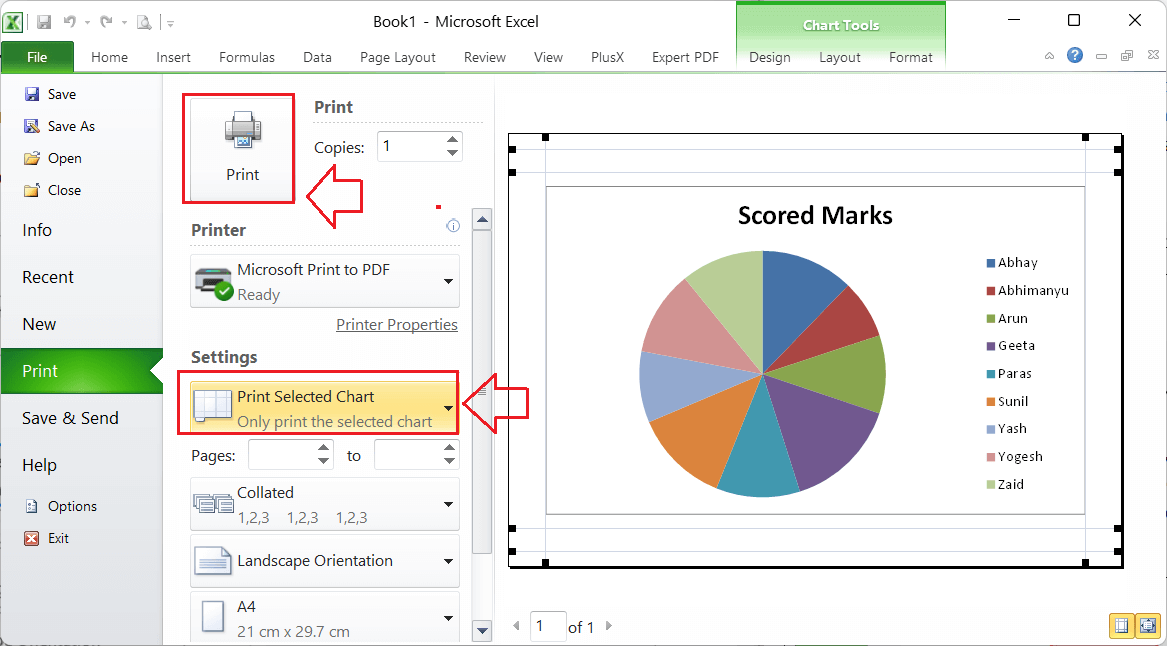 Book1 - Microsoft Excel
Chart Tools
File Home Insert Formulas Data Page Layout Review View PlusX Expert PDF Design Layout Format
Save
Save As
Open
Close
Info
Recent
New
Print
Save & Send
Help
Options
Exit
Print
Print
Copies: 1
Printer
Microsoft Print to PDF
Ready
Printer Properties
Settings
Print Selected Chart
Only print the selected chart
Pages: to
Collated
1,2,3 1,2,3 1,2,3
Landscape Orientation
A4
21 cm x 29.7 cm
Scored Marks
Abhay
Abhimanyu
Arun
Geeta
Paras
Sunil
Yash
Yogesh
Zaid
1 of 1